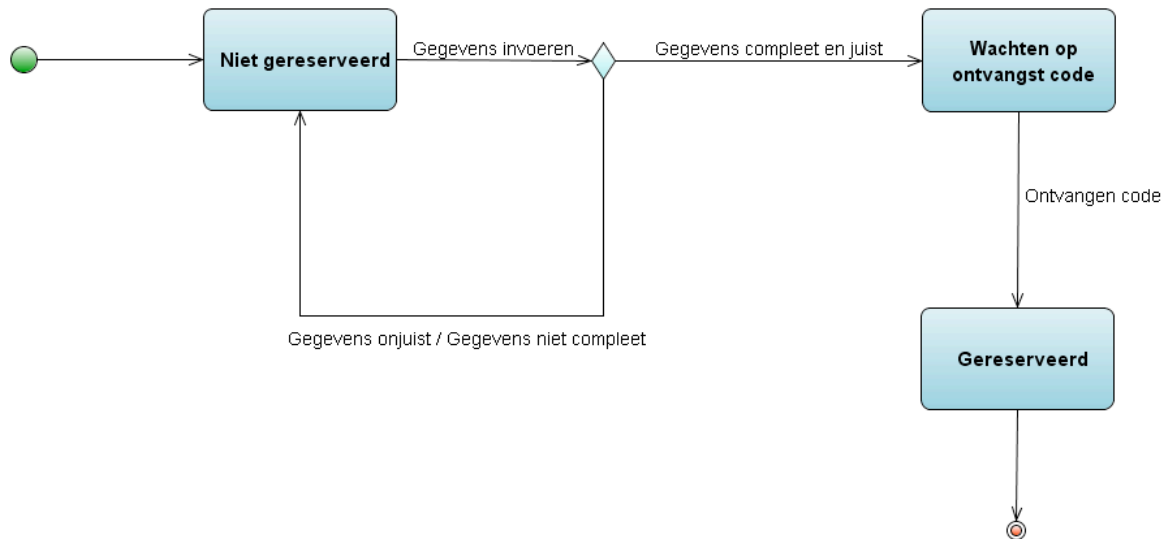 Niet gereserveerd
Gegevens invoeren
Gegevens compleet en juist
Wachten op
ontvangst code
Ontvangen code
Gegevens onjuist / Gegevens niet compleet
Gereserveerd